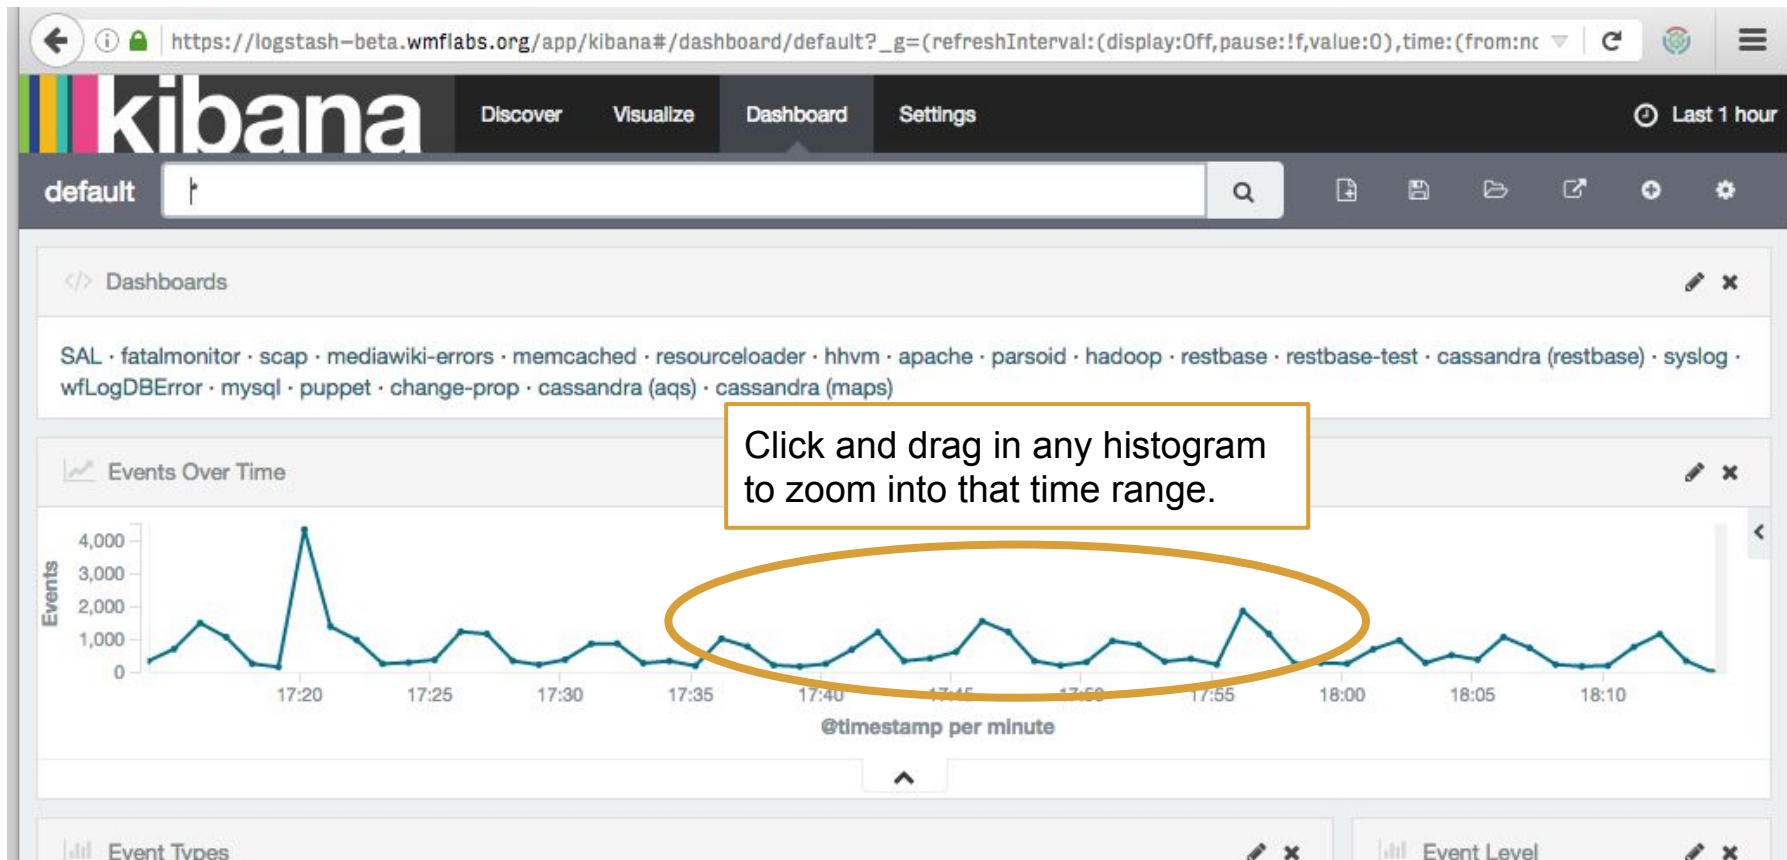 https://logstash-beta.wmflabs.org/app/kibana#/dashboard/default?_g=(refreshInterval:(display:Off,pause:!f,value:0),time:(from:nc
kibana Discover Visualize Dashboard Settings Last 1 hour
default *
</> Dashboards
SAL · fatalmonitor · scap · mediawiki-errors · memcached · resourceloader · hhvm · apache · parsoid · hadoop · restbase · restbase-test · cassandra (restbase) · syslog ·
wfLogDBError · mysql · puppet · change-prop · cassandra (aqs) · cassandra (maps)
Click and drag in any histogram
to zoom into that time range.
Events Over Time
Events
4,000
3,000
2,000
1,000
0
17:20 17:25 17:30 17:35 17:40 17:45 17:50 17:55 18:00 18:05 18:10
@timestamp per minute
Event Types
Event Level